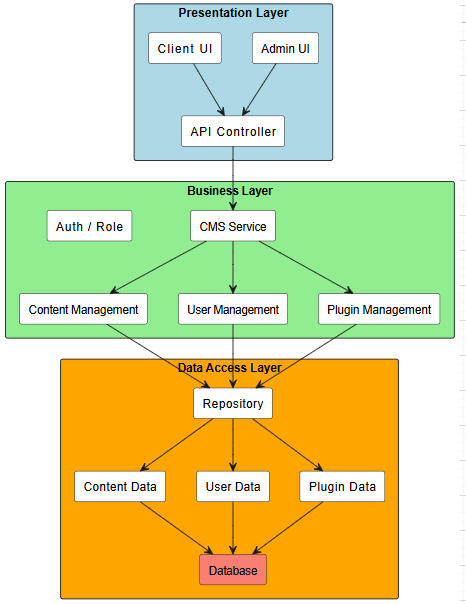 Presentation Layer
Client UI
Admin UI
API Controller
Business Layer
Auth / Role
CMS Service
Content Management
User Management
Plugin Management
Data Access Layer
Repository
Content Data
User Data
Plugin Data
Database